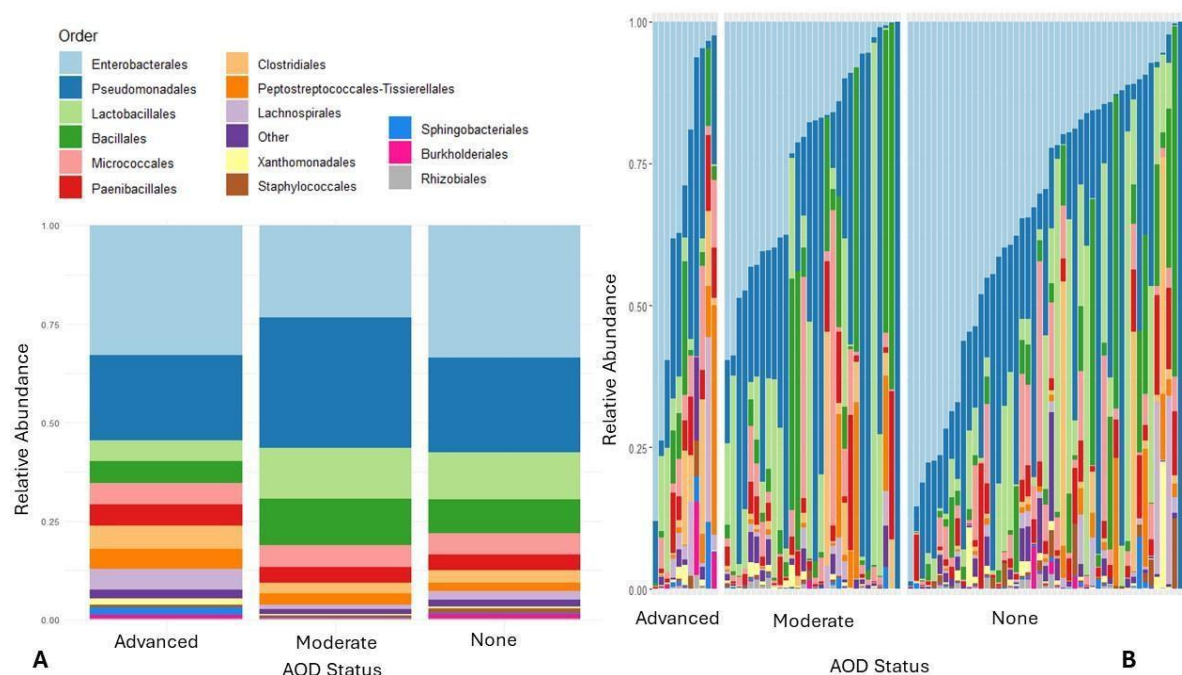 Order
Enterobacterales
Pseudomonadales
Lactobacillales
Bacillales
Micrococcales
Paenibacillales
Clostridiales
Peptostreptococcales-Tissierellales
Lachnospirales
Other
Xanthomonadales
Staphylococcales
Sphingobacteriales
Burkholderiales
Rhizobiales
Relative Abundance
1.00
0.75
0.50
0.25
0.00
Advanced
Moderate
None
AOD Status
A
Relative Abundance
1.00
0.75
0.50
0.25
0.00
Advanced
Moderate
None
AOD Status
B